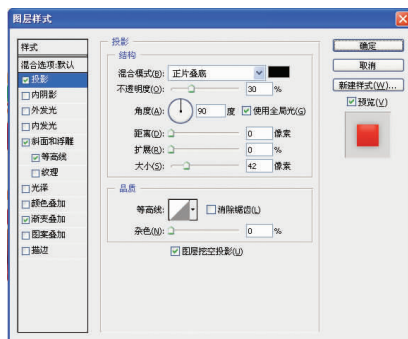 图层样式
样式
混合选项:默认
投影
内阴影
外发光
内发光
斜面和浮雕
等高线
纹理
光泽
颜色叠加
渐变叠加
图案叠加
描边
投影
结构
混合模式(B): 正片叠底
不透明度(O): 30 %
角度(A): 90 度 使用全局光(G)
距离(D): 0 像素
扩展(R): 0 %
大小(S): 42 像素
品质
等高线: 消除锯齿(L)
杂色(N): 0 %
图层挖空投影(U)
确定
取消
新建样式(W)...
预览(V)